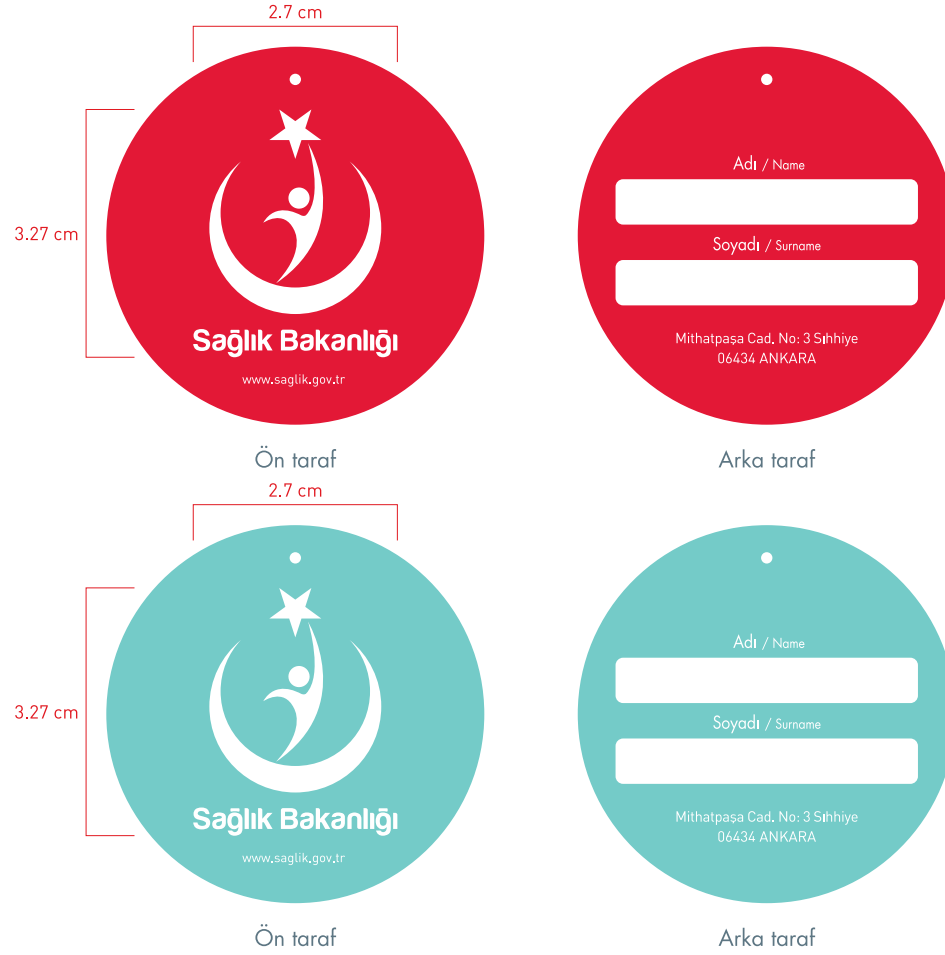 2.7 cm
3.27 cm
Sağlık Bakanlığı
www.saglik.gov.tr
Ön taraf
Adı / Name
Soyadı / Surname
Mithatpaşa Cad. No: 3 Sıhhiye
06434 ANKARA
Arka taraf
2.7 cm
3.27 cm
Sağlık Bakanlığı
www.saglik.gov.tr
Ön taraf
Adı / Name
Soyadı / Surname
Mithatpaşa Cad. No: 3 Sıhhiye
06434 ANKARA
Arka taraf